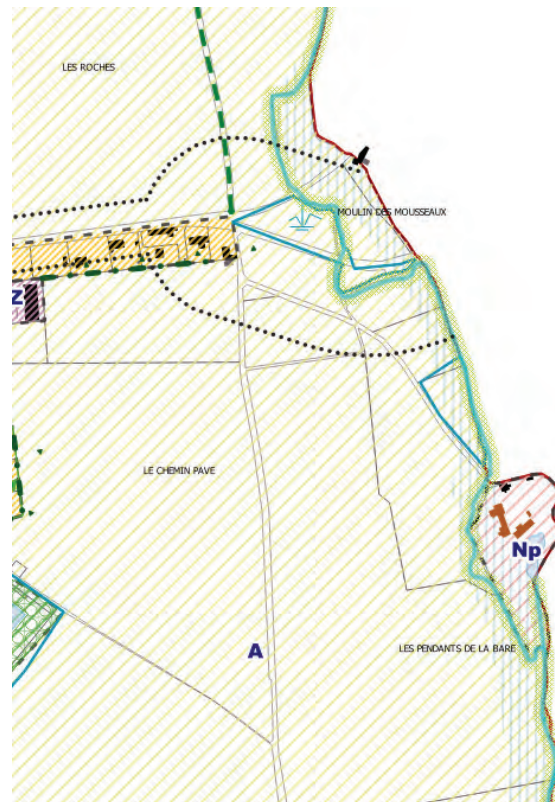 LES ROCHES
MOULIN DES MOUSSEAUX
Z
LE CHEMIN PAVE
Np
A
LES PENDANTS DE LA BARE